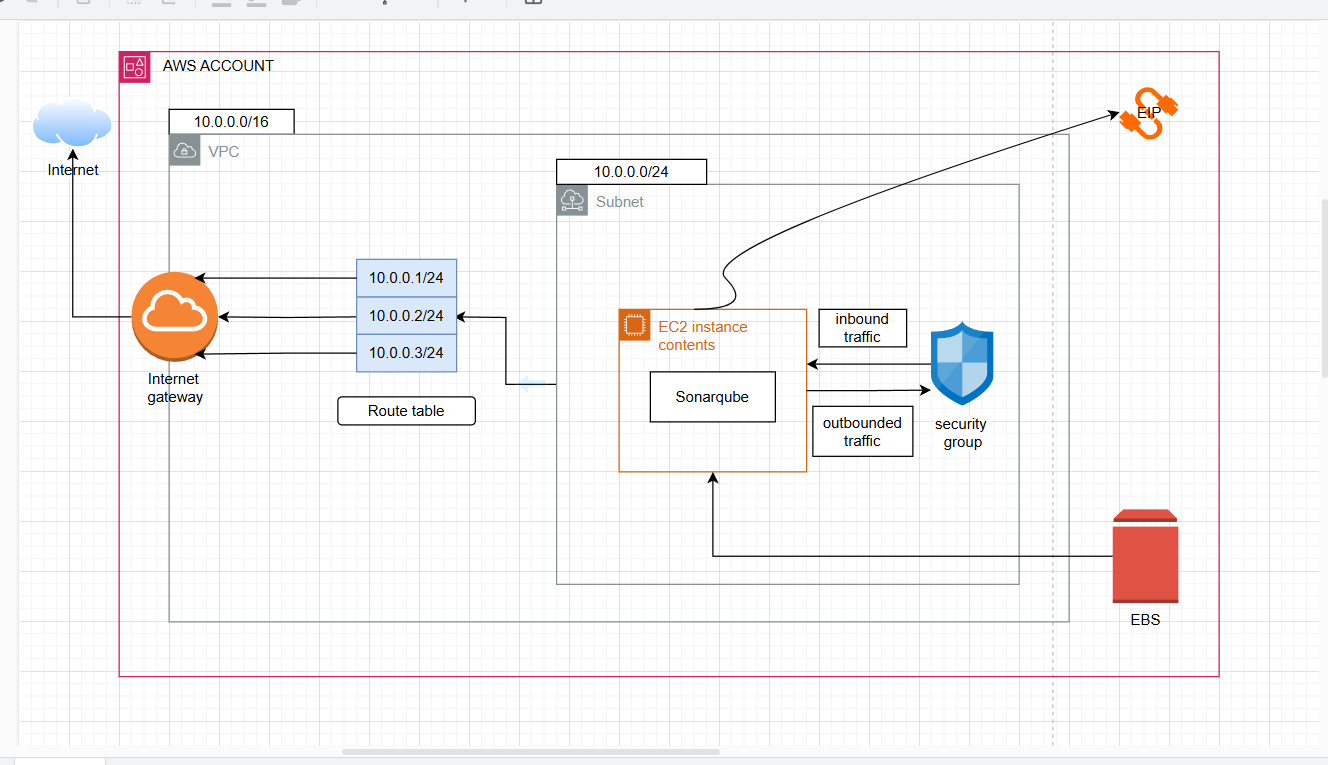 AWS ACCOUNT
10.0.0.0/16
VPC
Internet
10.0.0.0/24
Subnet
EIP
10.0.0.1/24
10.0.0.2/24
10.0.0.3/24
Route table
Internet
gateway
EC2 instance
contents
Sonarqube
inbound
traffic
outbounded
traffic
security
group
EBS